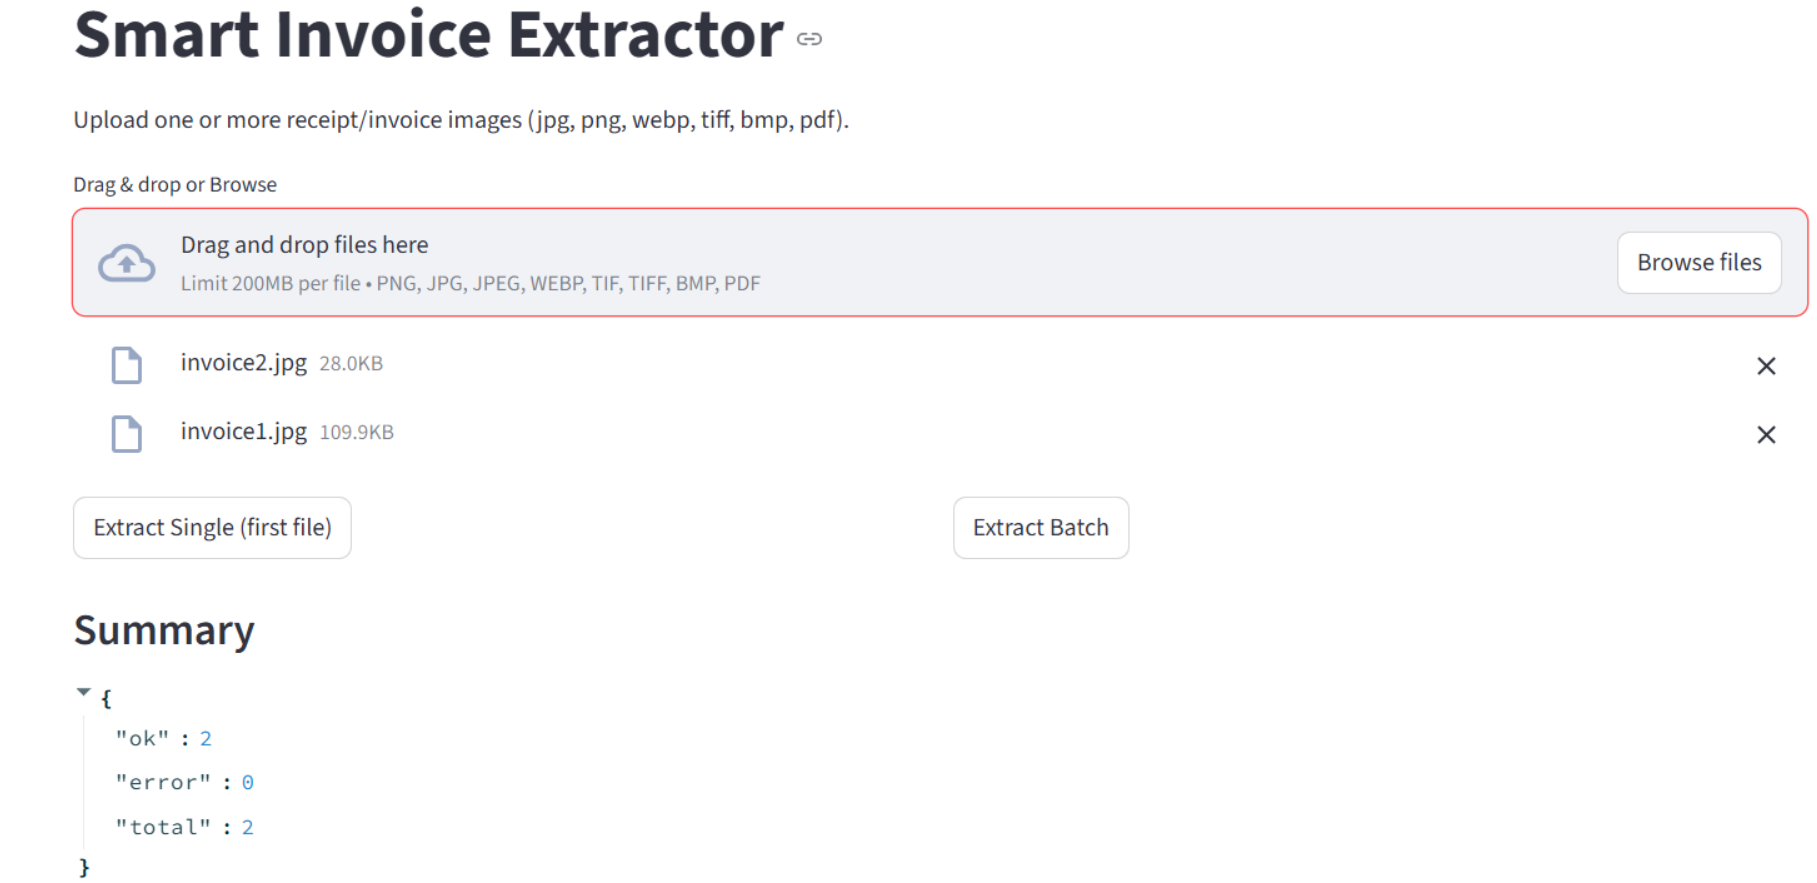 Smart Invoice Extractor
Upload one or more receipt/invoice images (jpg, png, webp, tiff, bmp, pdf).
Drag & drop or Browse
Drag and drop files here
Limit 200MB per file • PNG, JPG, JPEG, WEBP, TIF, TIFF, BMP, PDF
Browse files
invoice2.jpg 28.0KB
invoice1.jpg 109.9KB
Extract Single (first file)
Extract Batch
Summary
{
"ok" : 2
"error" : 0
"total" : 2
}